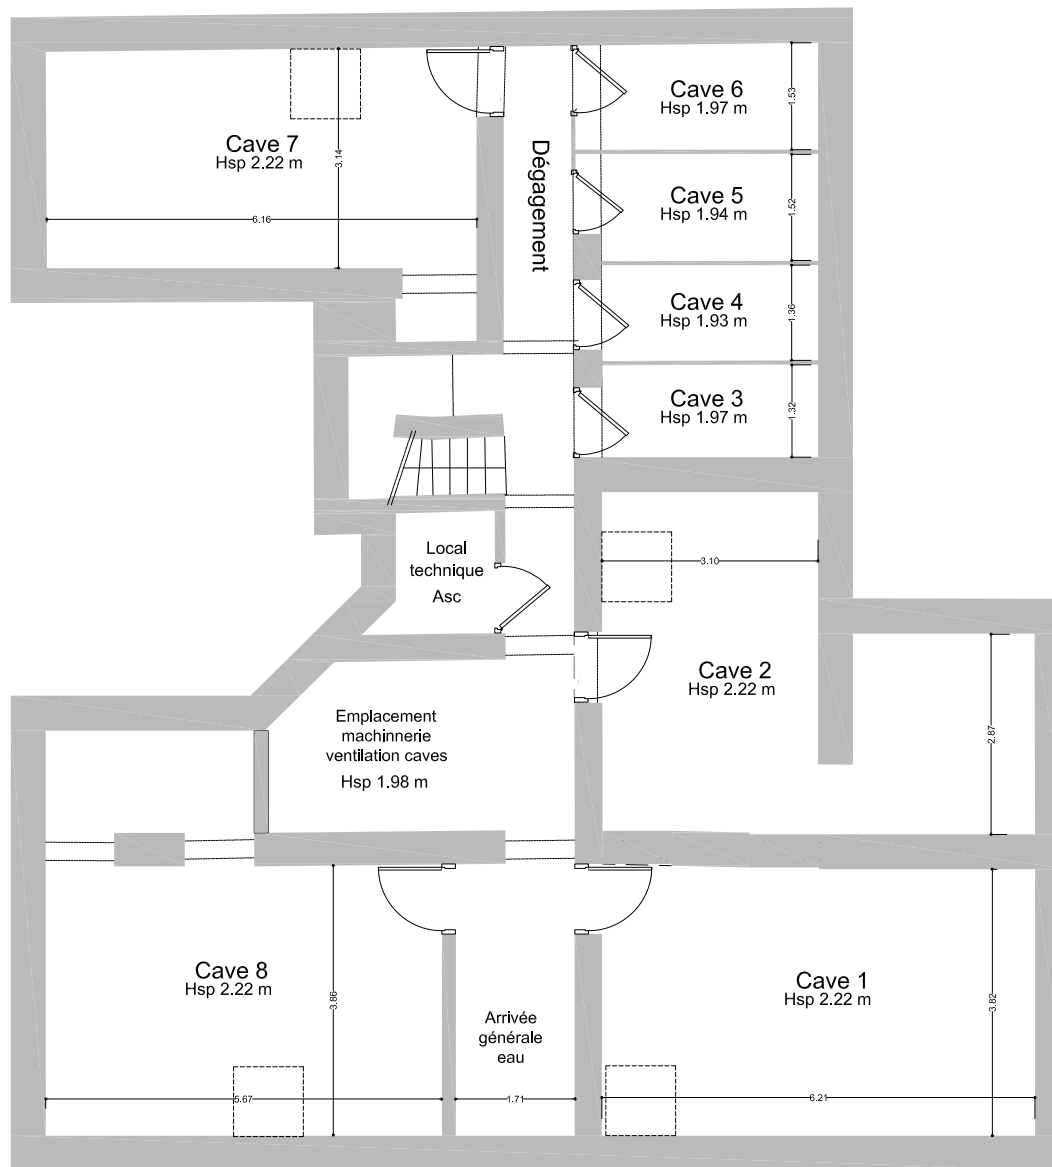 Cave 6
Hsp 1.97 m
1.53
Cave 7
Hsp 2.22 m
3.14
6.16
Dégagement
Cave 5
Hsp 1.94 m
1.52
Cave 4
Hsp 1.93 m
1.36
Cave 3
Hsp 1.97 m
1.32
Local
technique
Asc
3.10
Cave 2
Hsp 2.22 m
2.87
Emplacement
machinnerie
ventilation caves
Hsp 1.98 m
Cave 8
Hsp 2.22 m
3.86
5.67
Arrivée
générale
eau
1.71
Cave 1
Hsp 2.22 m
3.82
6.21